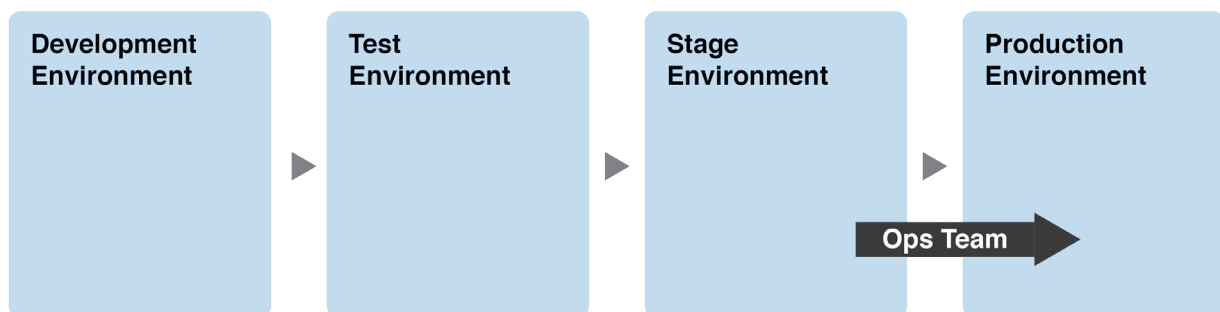 Development
Environment
Test
Environment
Stage
Environment
Production
Environment
Ops Team